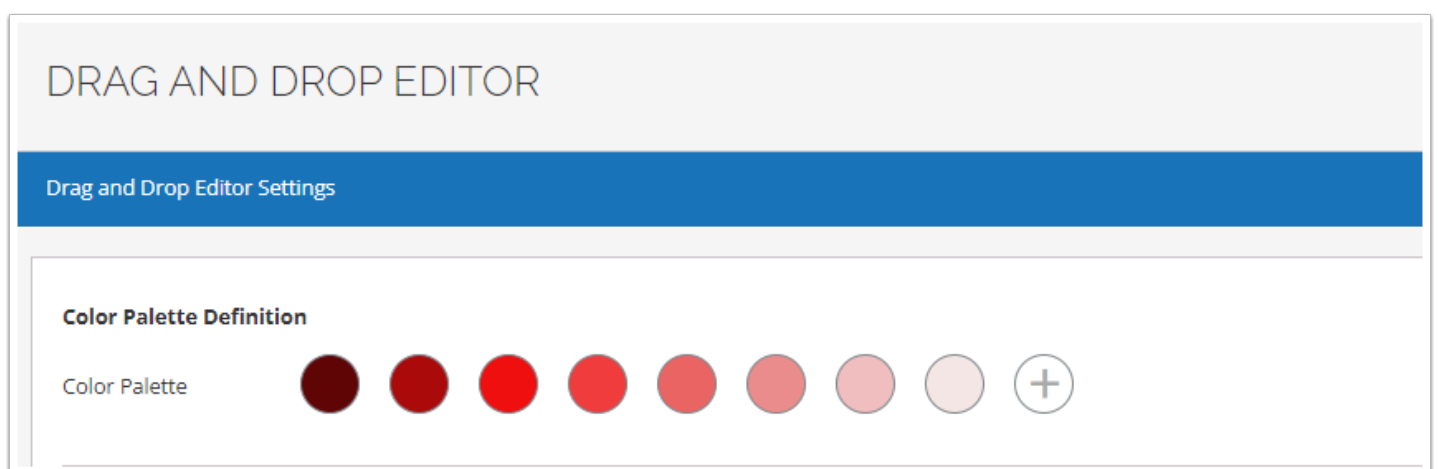 DRAG AND DROP EDITOR
Drag and Drop Editor Settings
Color Palette Definition
Color Palette